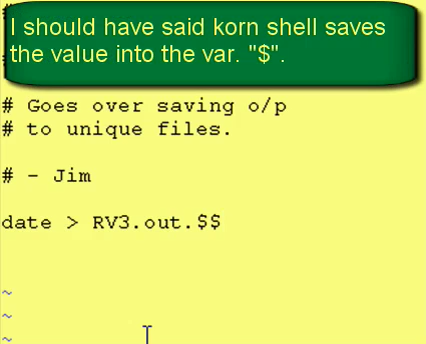 I should have said korn shell saves
the value into the var. "$".
# Goes over saving o/p
# to unique files.
# - Jim
date > RV3.out.$$
~
~
~